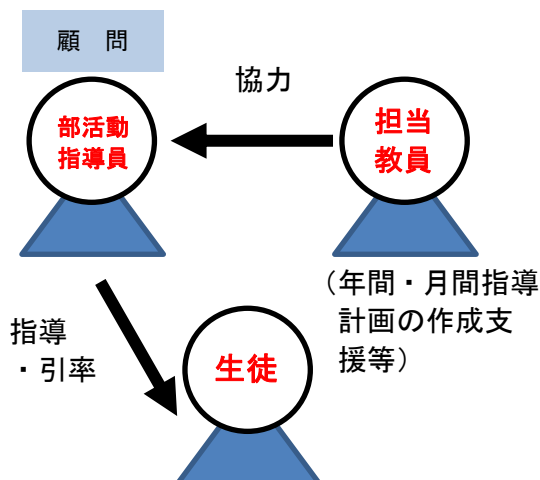 顧　問
協力
部活動
指導員
担当
教員
（年間・月間指導
計画の作成支
援等）
指導
・引率
生徒